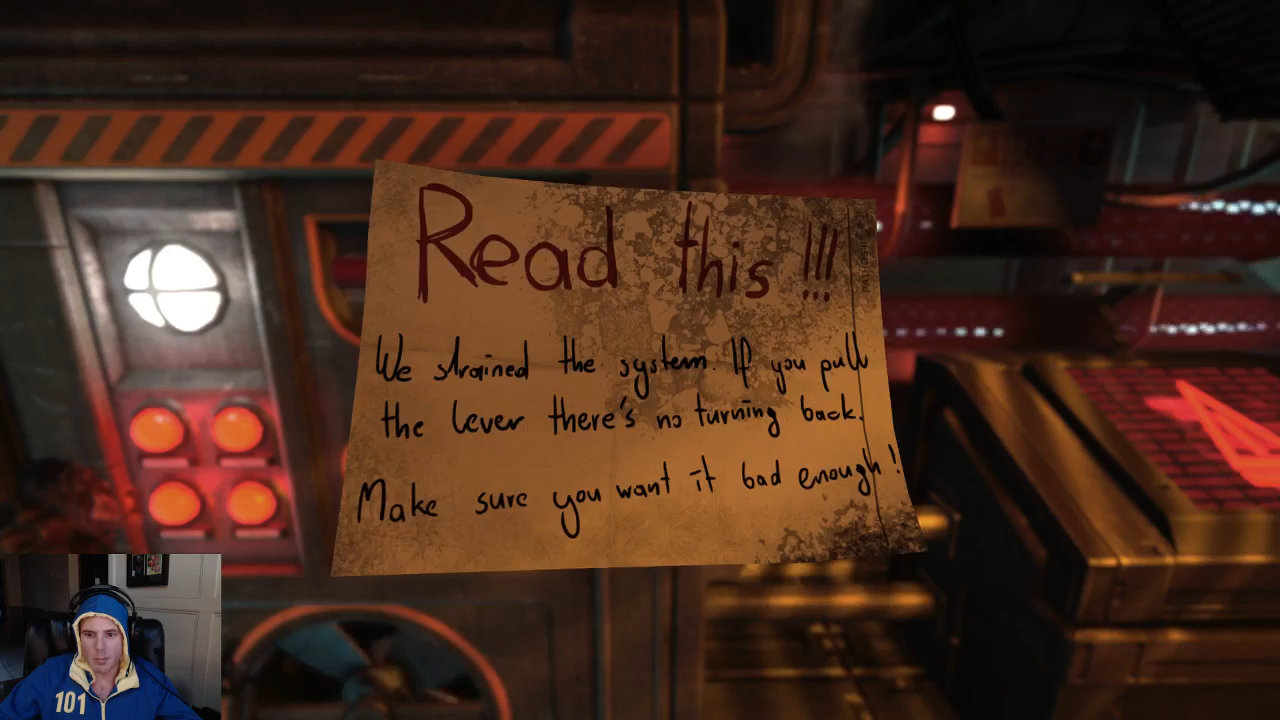 Read this !!!
We strained the system. If you pull
the lever there's no turning back.
Make sure you want it bad enough!
101